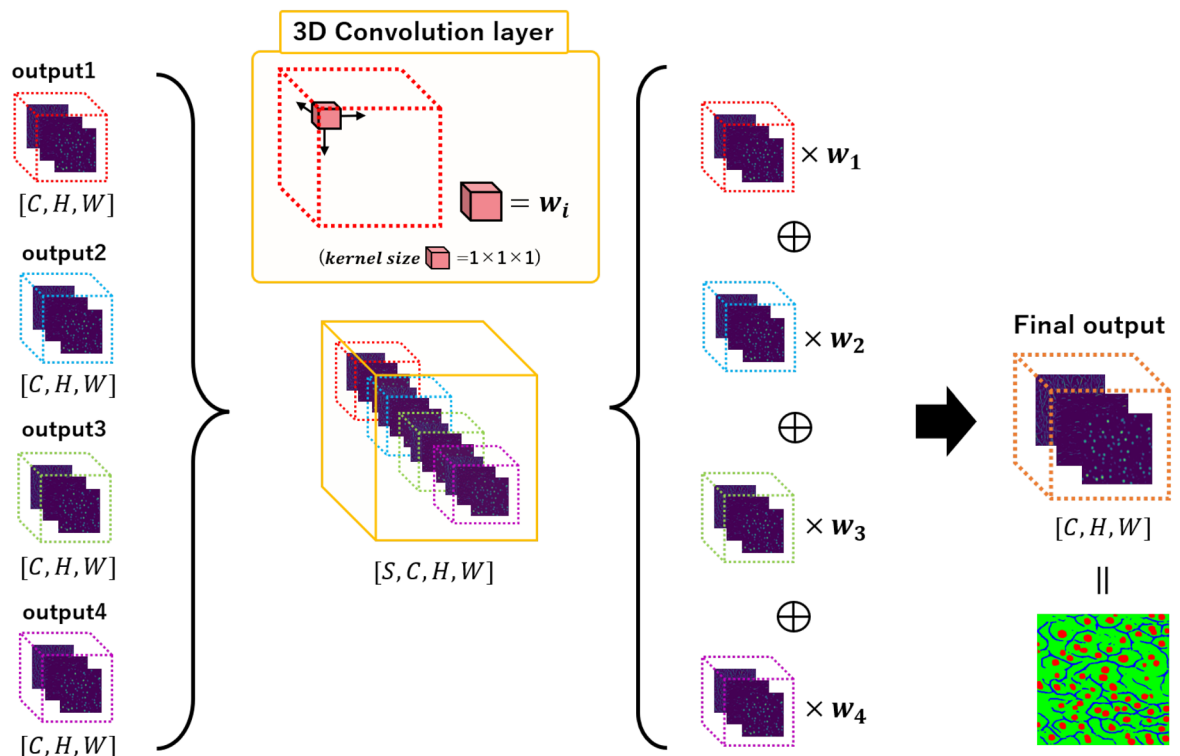 output1
[C, H, W]
output2
[C, H, W]
output3
[C, H, W]
output4
[C, H, W]
3D Convolution layer
= w_i
(kernel size =1×1×1)
[S, C, H, W]
× w_1
⊕
× w_2
⊕
× w_3
⊕
× w_4
Final output
[C, H, W]
||